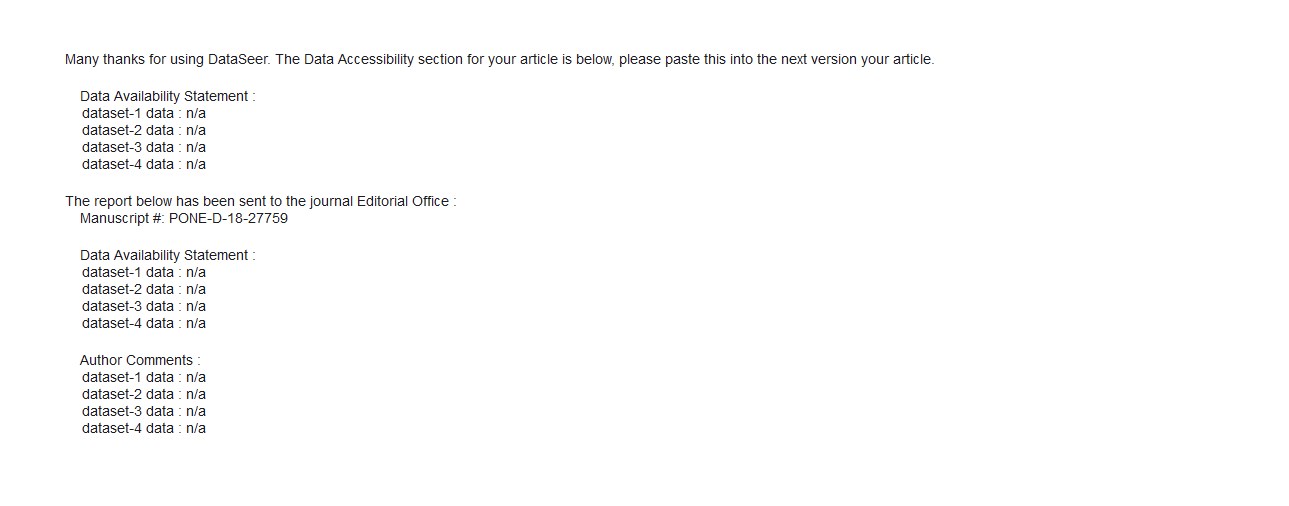 Many thanks for using DataSeer. The Data Accessibility section for your article is below, please paste this into the next version your article.
Data Availability Statement :
dataset-1 data : n/a
dataset-2 data : n/a
dataset-3 data : n/a
dataset-4 data : n/a
The report below has been sent to the journal Editorial Office :
Manuscript #: PONE-D-18-27759
Data Availability Statement :
dataset-1 data : n/a
dataset-2 data : n/a
dataset-3 data : n/a
dataset-4 data : n/a
Author Comments :
dataset-1 data : n/a
dataset-2 data : n/a
dataset-3 data : n/a
dataset-4 data : n/a